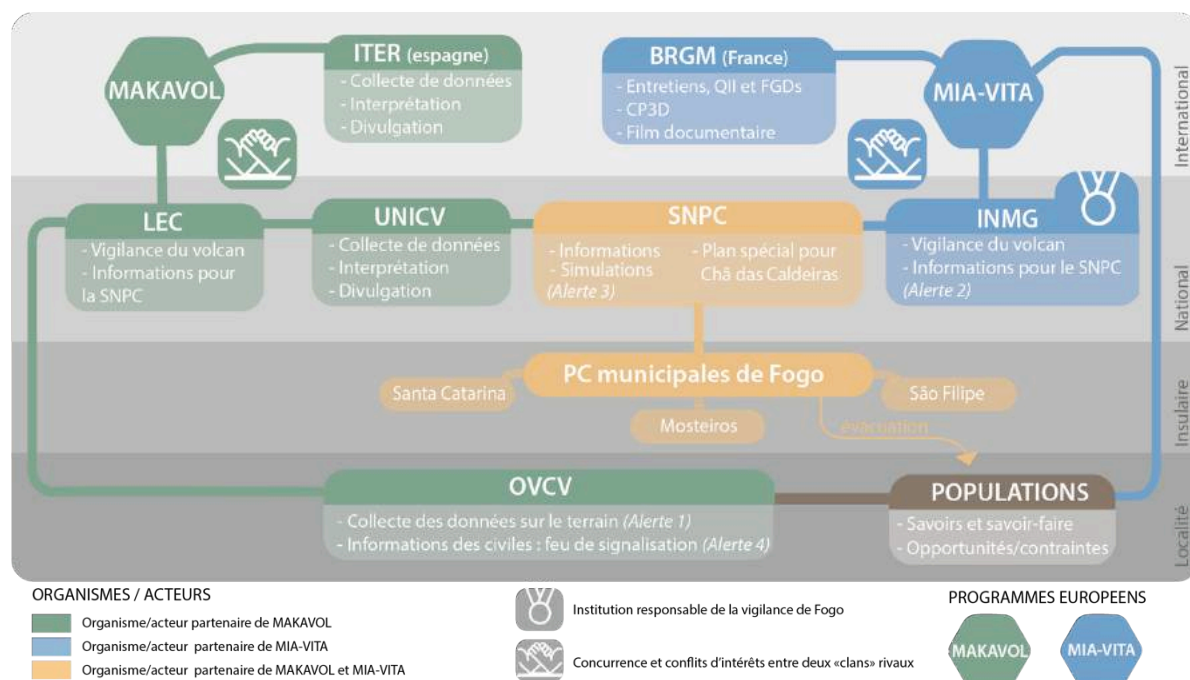 MAKAVOL
ITER (espagne)
- Collecte de données
- Interprétation
- Divulgation
BRGM (France)
- Entretiens, QII et FGDs
- CP3D
- Film documentaire
MIA-VITA
International
LEC
- Vigilance du volcan
- Informations pour
la SNPC
UNICV
- Collecte de données
- Interprétation
- Divulgation
SNPC
- Informations
- Simulations
(Alerte 3)
- Plan spécial pour
Chã das Caldeiras
INMG
- Vigilance du volcan
- Informations pour le SNPC
(Alerte 2)
National
PC municipales de Fogo
Santa Catarina
Mosteiros
São Filipe
évacuation
Insulaire
OVCV
- Collecte des données sur le terrain (Alerte 1)
- Informations des civiles : feu de signalisation (Alerte 4)
POPULATIONS
- Savoirs et savoir-faire
- Opportunités/contraintes
Localité
ORGANISMES / ACTEURS
Organisme/acteur partenaire de MAKAVOL
Organisme/acteur partenaire de MIA-VITA
Organisme/acteur partenaire de MAKAVOL et MIA-VITA
Institution responsable de la vigilance de Fogo
Concurrence et conflits d'intérêts entre deux «clans» rivaux
PROGRAMMES EUROPEENS
MAKAVOL
MIA-VITA